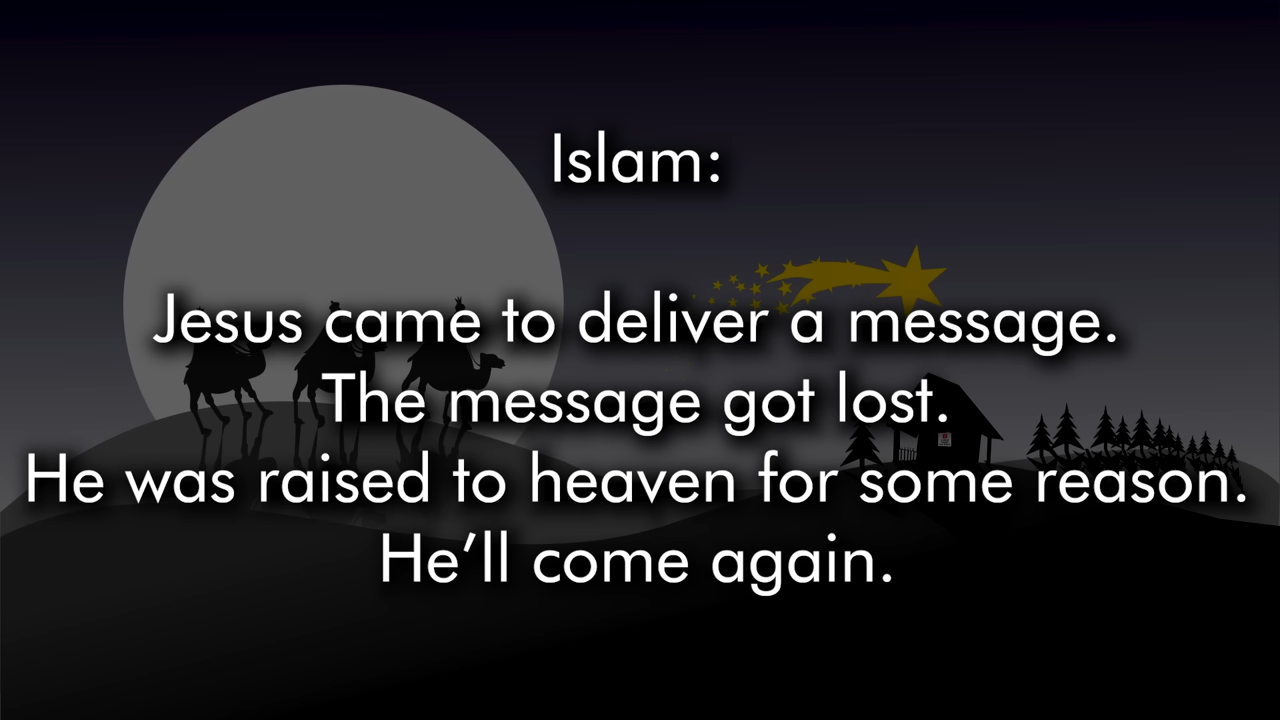 Islam:
Jesus came to deliver a message.
The message got lost.
He was raised to heaven for some reason.
He’ll come again.